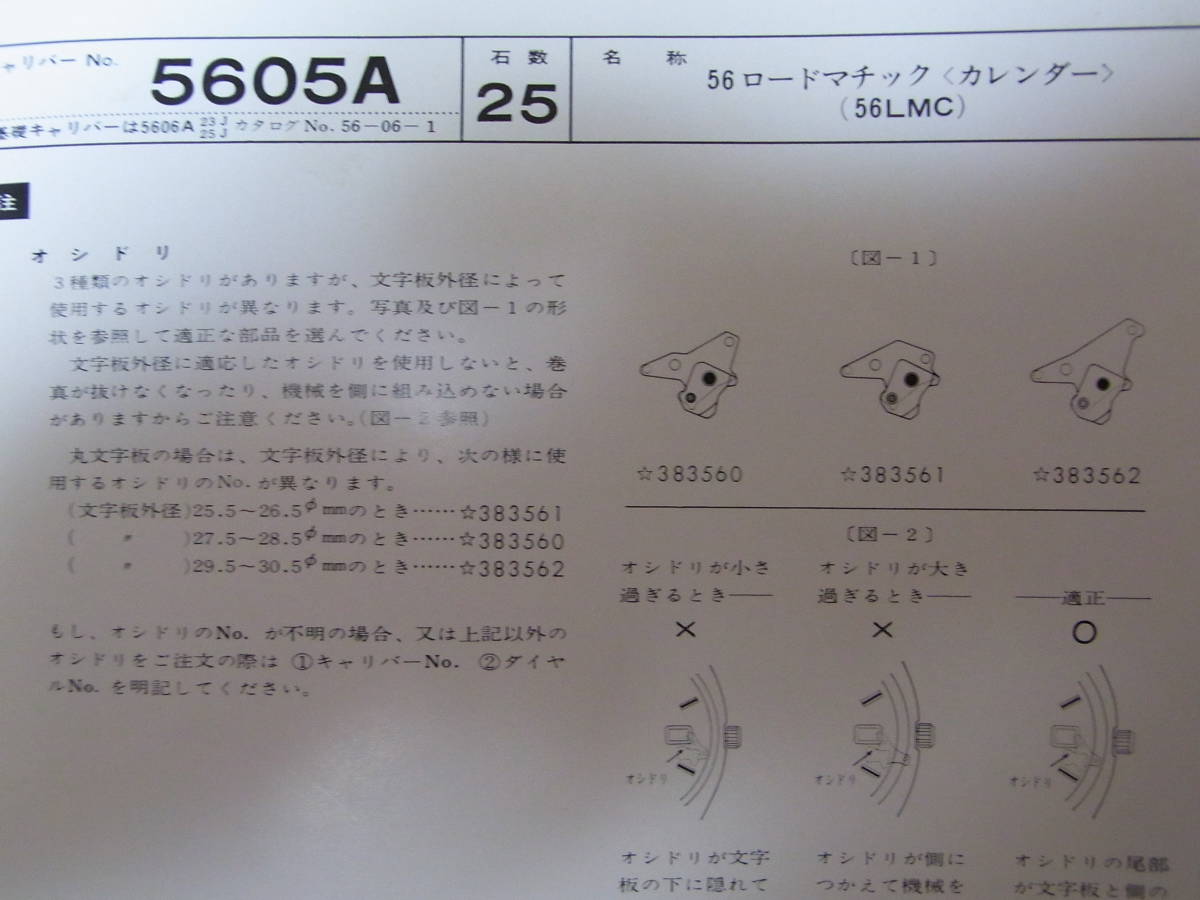 ャリバー No.
5605A
基礎キャリバーは5606A 23J 25J カタログNo. 56-06-1
石数
25
名称
56ロードマチック〈カレンダー〉
(56LMC)
注
オシドリ
3種類のオシドリがありますが、文字板外径によって
使用するオシドリが異なります。写真及び図-1の形
状を参照して適正な部品を選んでください。
文字板外径に適応したオシドリを使用しないと、巻
真が抜けなくなったり、機械を側に組み込めない場合
がありますからご注意ください。(図-2参照)
丸文字板の場合は、文字板外径により、次の様に使
用するオシドリのNo.が異なります。
(文字板外径)25.5～26.5φ㎜のとき……☆383561
(〃)27.5～28.5φ㎜のとき……☆383560
(〃)29.5～30.5φ㎜のとき……☆383562
もし、オシドリのNo. が不明の場合、又は上記以外の
オシドリをご注文の際は ①キャリバーNo. ②ダイヤ
ルNo. を明記してください。
〔図-1〕
☆383560
☆383561
☆383562
〔図-2〕
オシドリが小さ
過ぎるとき──
×
オシドリ
オシドリが文字
板の下に隠れて
オシドリが大き
過ぎるとき──
×
オシドリ
オシドリが側に
つかえて機械を
──適正──
○
オシドリ
オシドリの尾部
が文字板と側の